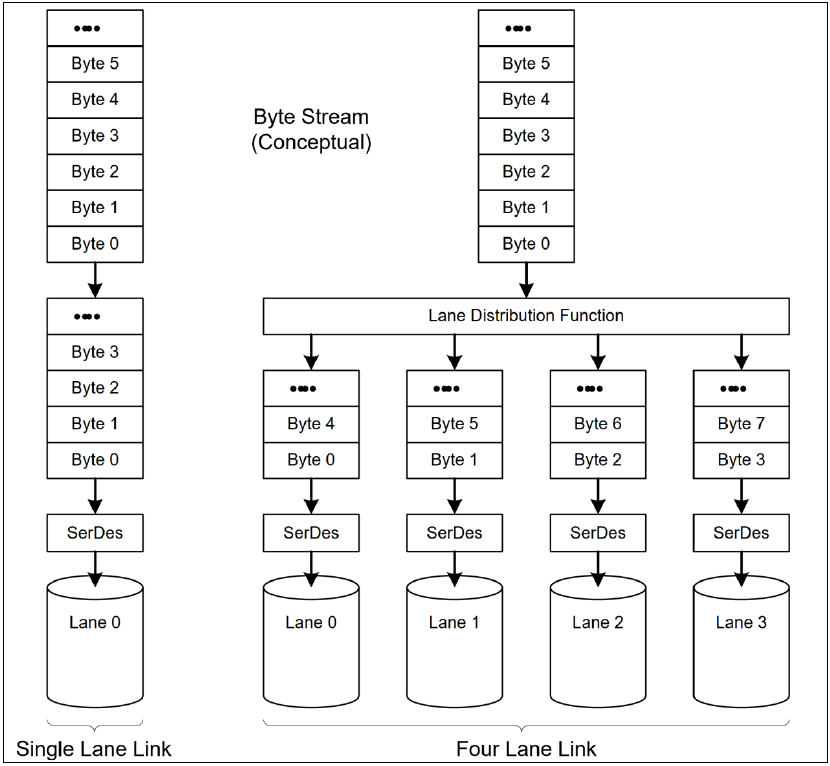 ••••
Byte 5
Byte 4
Byte 3
Byte 2
Byte 1
Byte 0
••••
Byte 3
Byte 2
Byte 1
Byte 0
SerDes
Lane 0
Single Lane Link
Byte Stream
(Conceptual)
••••
Byte 5
Byte 4
Byte 3
Byte 2
Byte 1
Byte 0
Lane Distribution Function
••••
Byte 4
Byte 0
SerDes
Lane 0
••••
Byte 5
Byte 1
SerDes
Lane 1
••••
Byte 6
Byte 2
SerDes
Lane 2
••••
Byte 7
Byte 3
SerDes
Lane 3
Four Lane Link